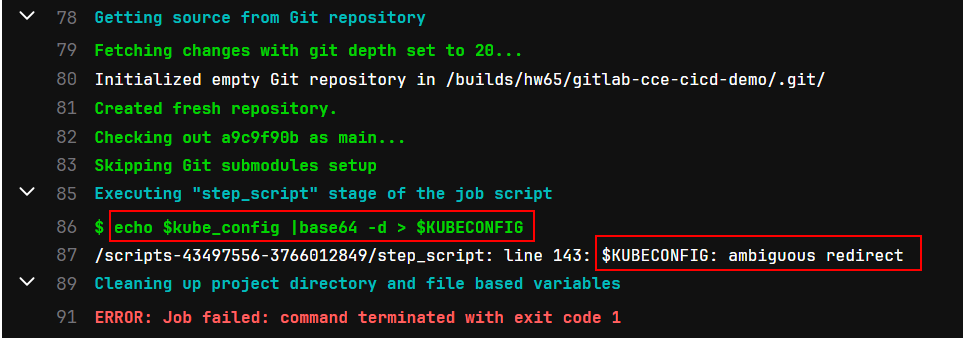 78 Getting source from Git repository
79 Fetching changes with git depth set to 20...
80 Initialized empty Git repository in /builds/hw65/gitlab-cce-cicd-demo/.git/
81 Created fresh repository.
82 Checking out a9c9f90b as main...
83 Skipping Git submodules setup
85 Executing "step_script" stage of the job script
86 $ echo $kube_config |base64 -d > $KUBECONFIG
87 /scripts-43497556-3766012849/step_script: line 143: $KUBECONFIG: ambiguous redirect
89 Cleaning up project directory and file based variables
91 ERROR: Job failed: command terminated with exit code 1